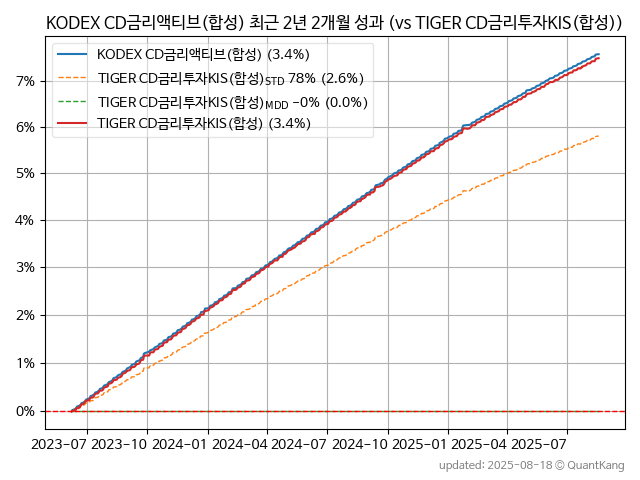 KODEX CD금리액티브(합성) 최근 2년 2개월 성과 (vs TIGER CD금리투자KIS(합성))
KODEX CD금리액티브(합성) (3.4%)
TIGER CD금리투자KIS(합성)STD 78% (2.6%)
TIGER CD금리투자KIS(합성)MDD -0% (0.0%)
TIGER CD금리투자KIS(합성) (3.4%)
7%
6%
5%
4%
3%
2%
1%
0%
2023-07 2023-10 2024-01 2024-04 2024-07 2024-10 2025-01 2025-04 2025-07
updated: 2025-08-18 © QuantKang